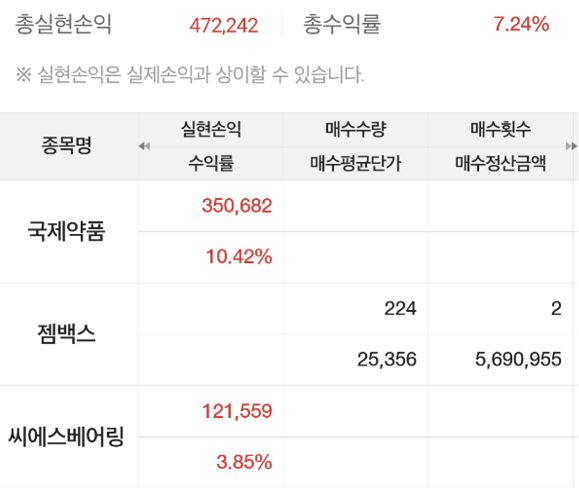 총실현손익 472,242 총수익률 7.24%
※ 실현손익은 실제손익과 상이할 수 있습니다.
종목명 실현손익 매수수량 매수횟수
수익률 매수평균단가 매수정산금액
국제약품 350,682
10.42%
젬백스 224 2
25,356 5,690,955
씨에스베어링 121,559
3.85%